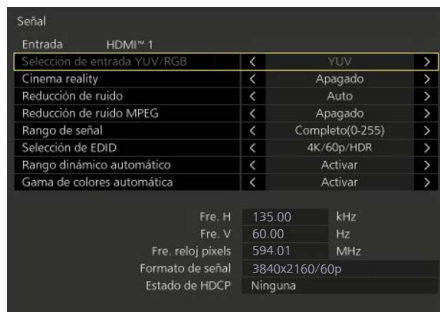 Señal
Entrada HDMI™ 1
Selección de entrada YUV/RGB < YUV >
Cinema reality < Apagado >
Reducción de ruido < Auto >
Reducción de ruido MPEG < Apagado >
Rango de señal < Completo(0-255) >
Selección de EDID < 4K/60p/HDR >
Rango dinámico automático < Activar >
Gama de colores automática < Activar >
Fre. H 135.00 kHz
Fre. V 60.00 Hz
Fre. reloj píxels 594.01 MHz
Formato de señal 3840x2160/60p
Estado de HDCP Ninguna